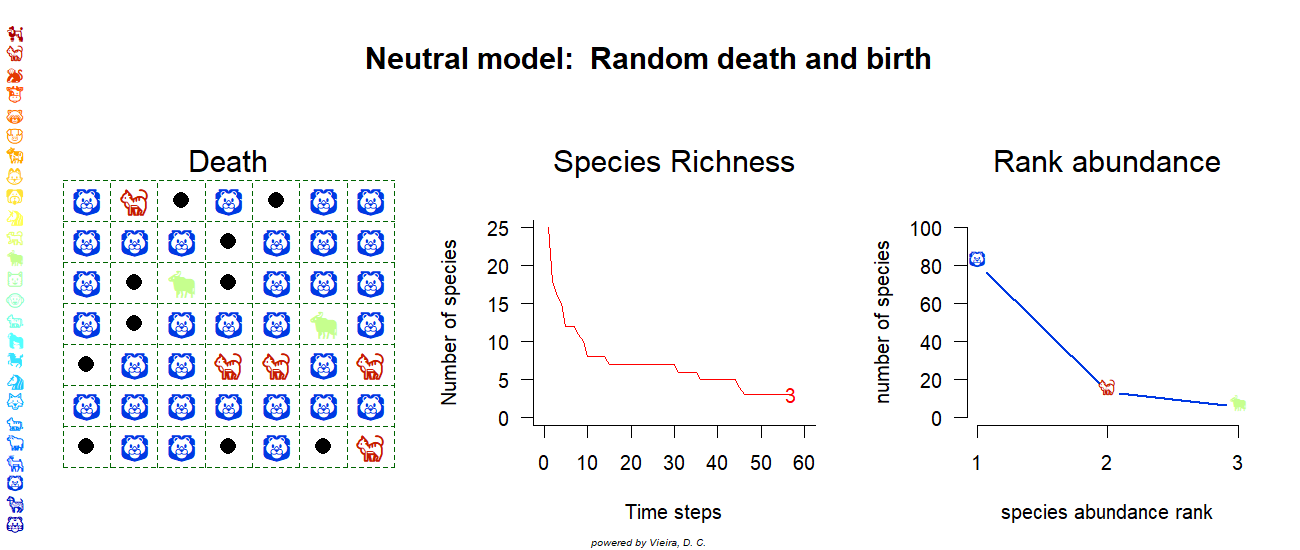 Neutral model:  Random death and birth
Death
Species Richness
Rank abundance
Number of species
25
20
15
10
5
0
3
0 10 20 30 40 50 60
Time steps
number of species
100
80
60
40
20
0
1 2 3
species abundance rank
powered by Vieira, D. C.